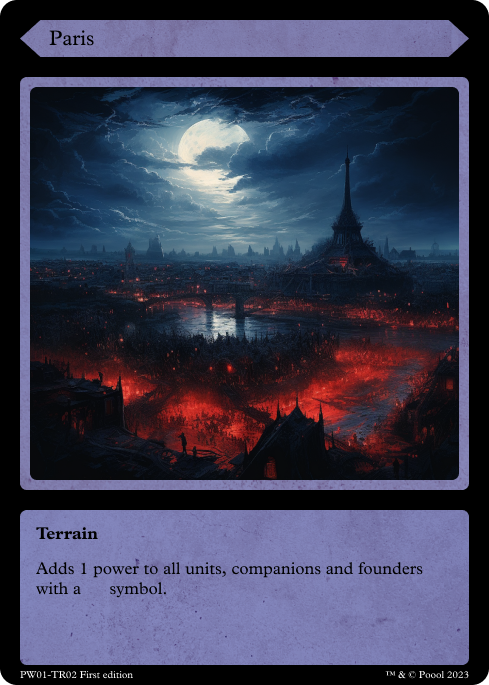 Paris
Terrain
Adds 1 power to all units, companions and founders
with a symbol.
PW01-TR02 First edition
™ & © Poool 2023